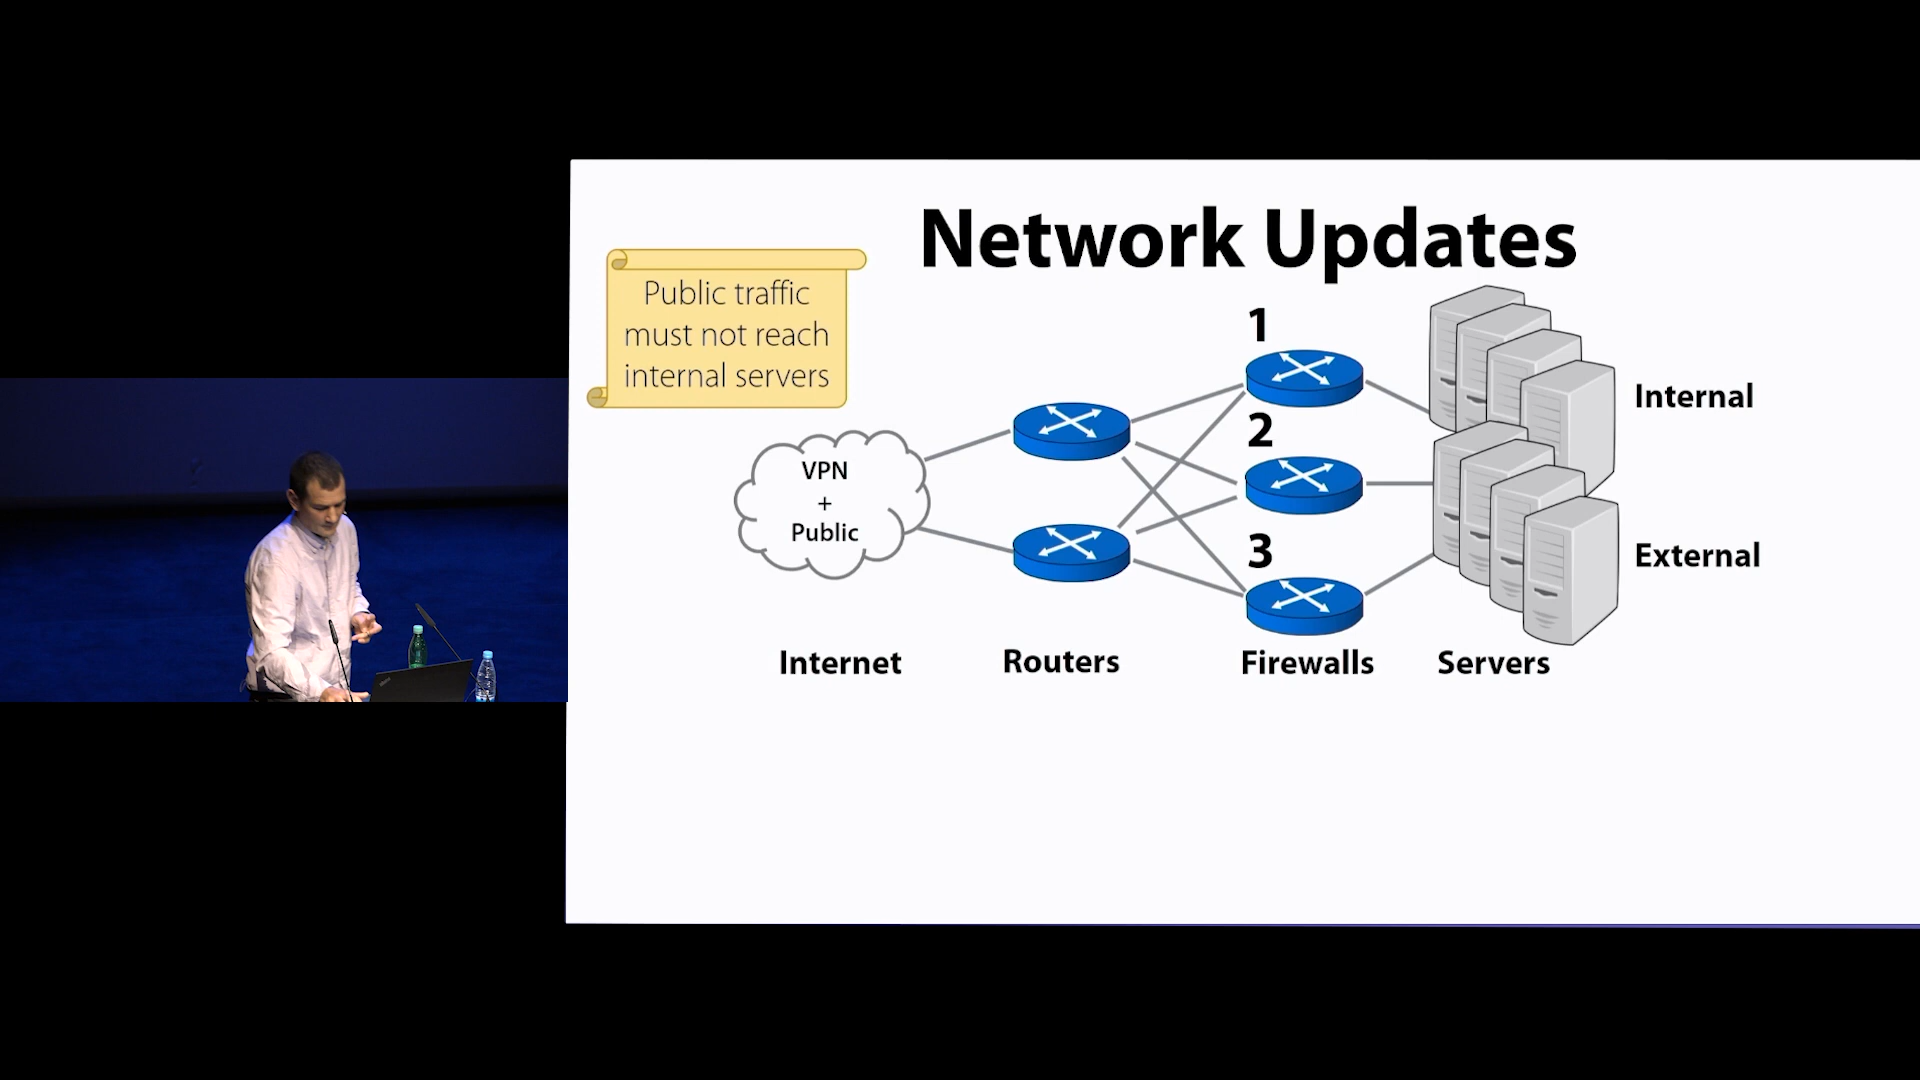 Network Updates
Public traffic
must not reach
internal servers
1
2
3
VPN
+
Public
Internal
External
Internet
Routers
Firewalls
Servers